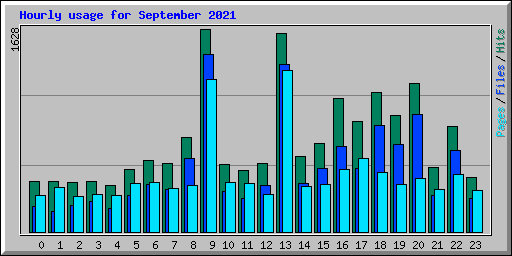 Hourly usage for September 2021
1628
Pages/Files/Hits
0 1 2 3 4 5 6 7 8 9 10 11 12 13 14 15 16 17 18 19 20 21 22 23